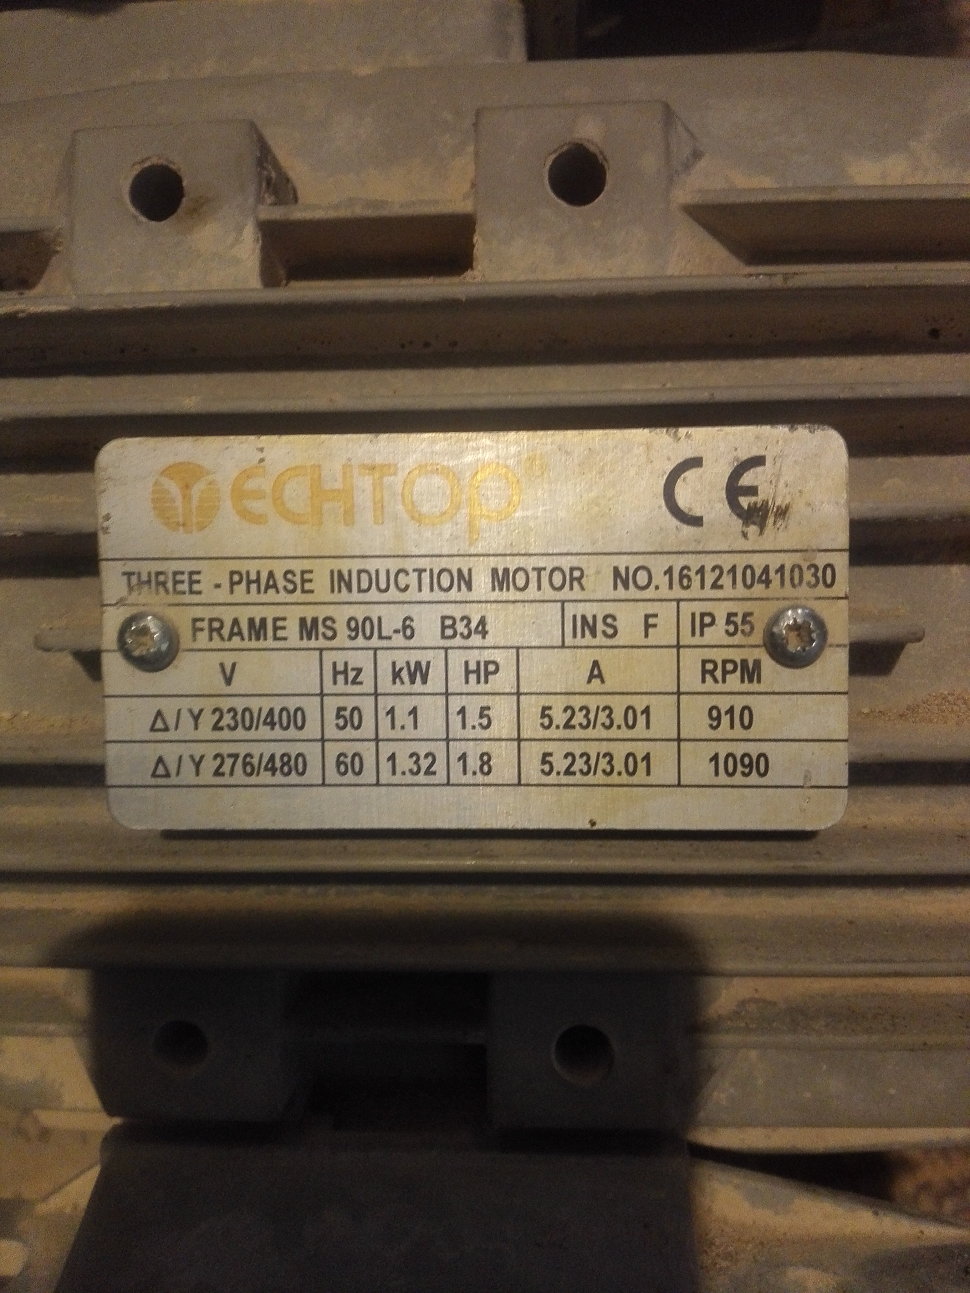 TECHTOP® CE
THREE - PHASE INDUCTION MOTOR NO.16121041030
FRAME MS 90L-6 B34 INS F IP 55
V Hz kW HP A RPM
Δ/Y 230/400 50 1.1 1.5 5.23/3.01 910
Δ/Y 276/480 60 1.32 1.8 5.23/3.01 1090